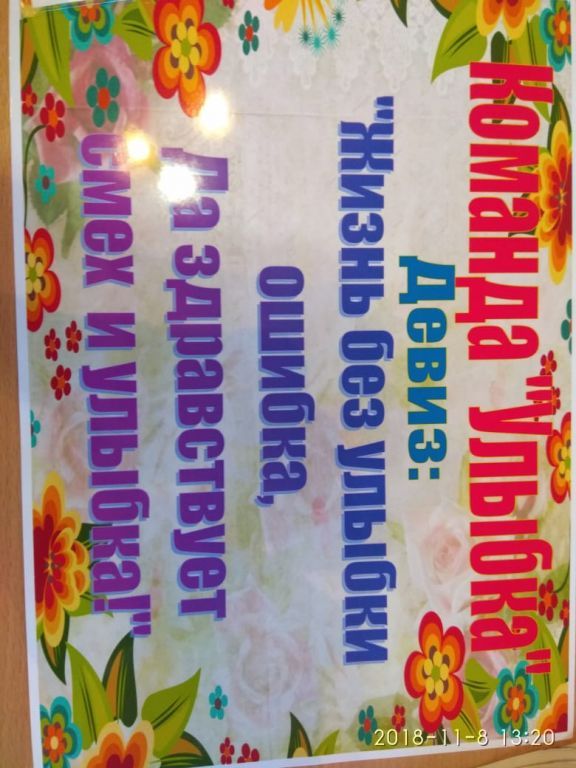 Команда "Улыбка"
Девиз:
"Жизнь без улыбки
ошибка,
Да здравствует
смех и улыбка!"
2018-11-8 13:20